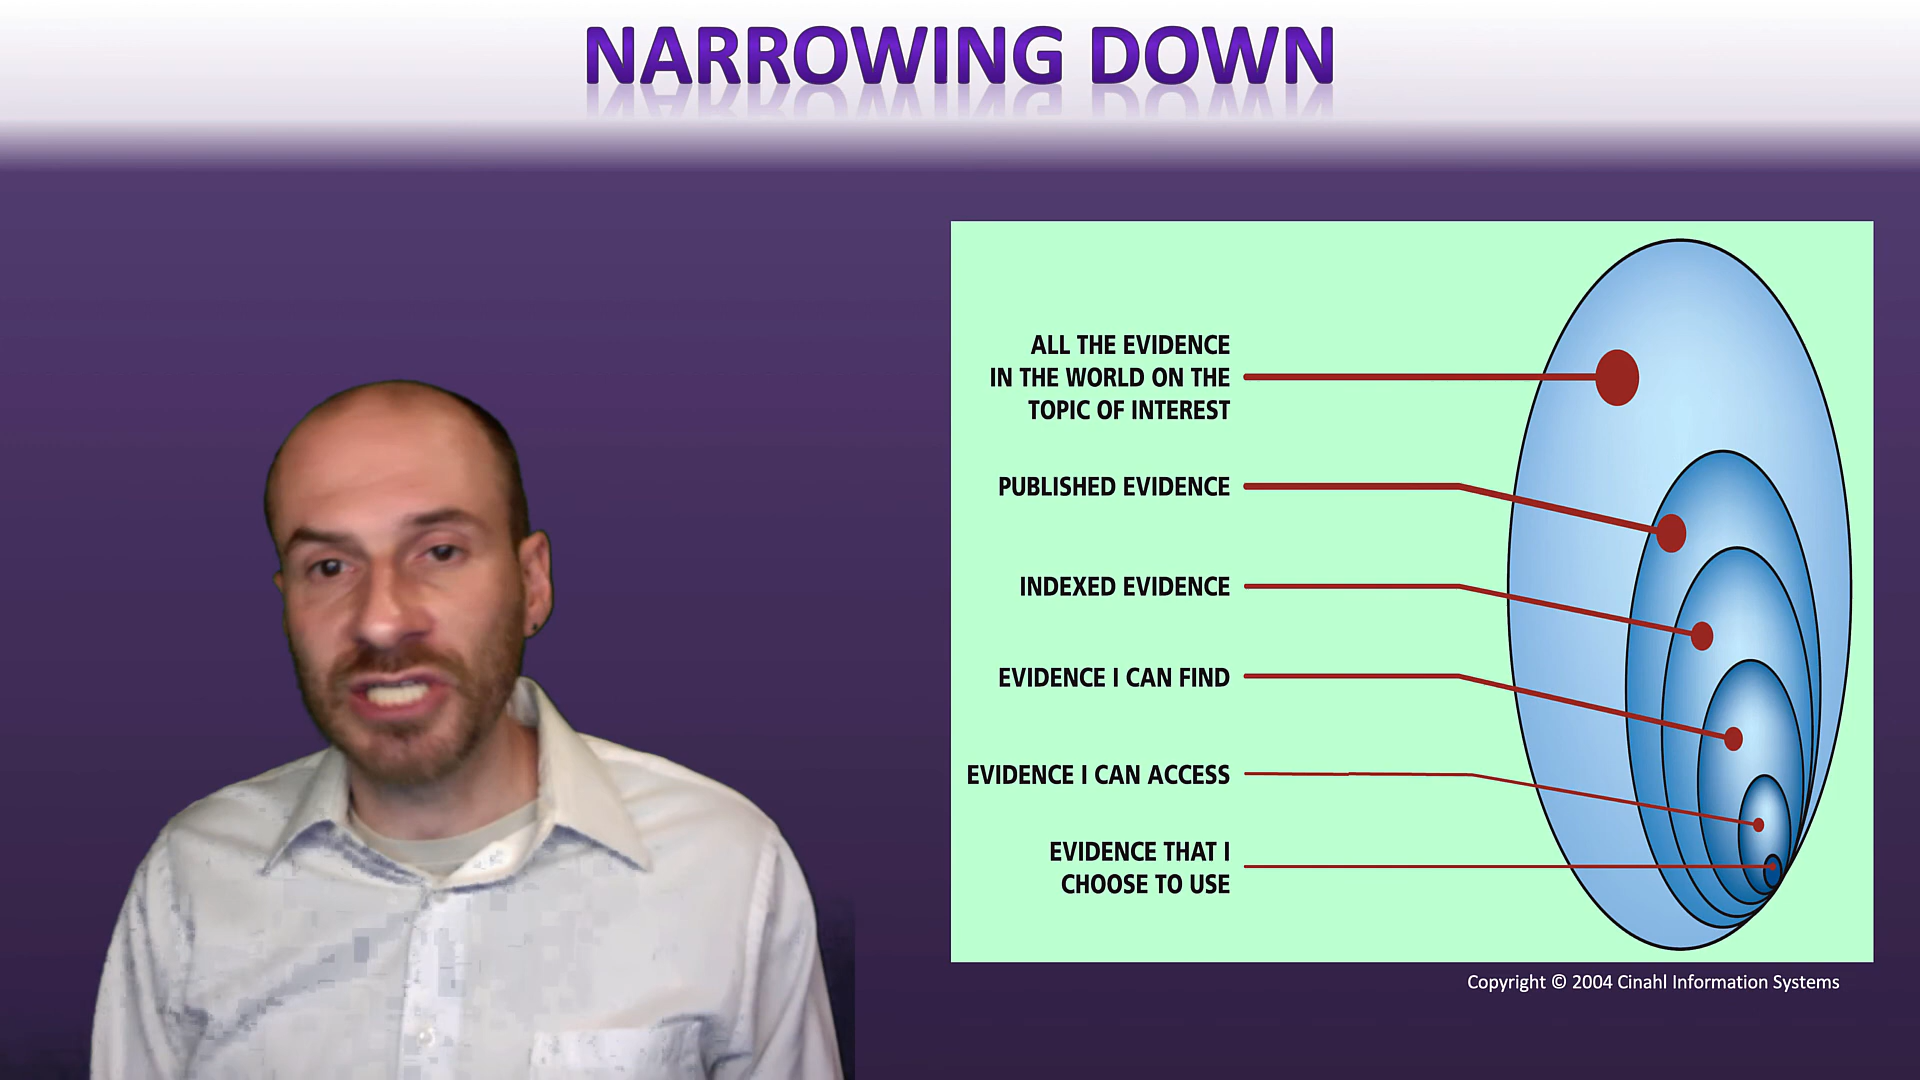 NARROWING DOWN
ALL THE EVIDENCE
IN THE WORLD ON THE
TOPIC OF INTEREST
PUBLISHED EVIDENCE
INDEXED EVIDENCE
EVIDENCE I CAN FIND
EVIDENCE I CAN ACCESS
EVIDENCE THAT I
CHOOSE TO USE
Copyright © 2004 Cinahl Information Systems